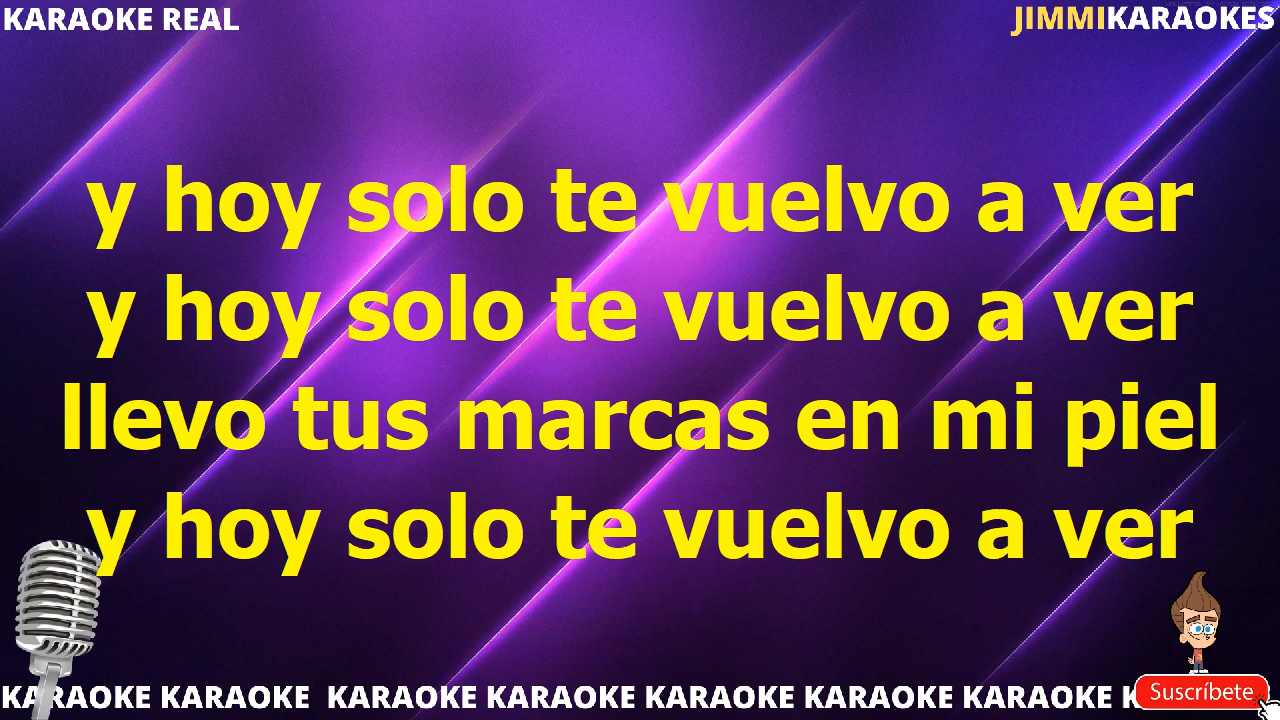 KARAOKE REAL
JIMMIKARAOKES
y hoy solo te vuelvo a ver
y hoy solo te vuelvo a ver
llevo tus marcas en mi piel
y hoy solo te vuelvo a ver
KARAOKE KARAOKE KARAOKE KARAOKE KARAOKE KARAOKE KARAOKE K
Suscríbete